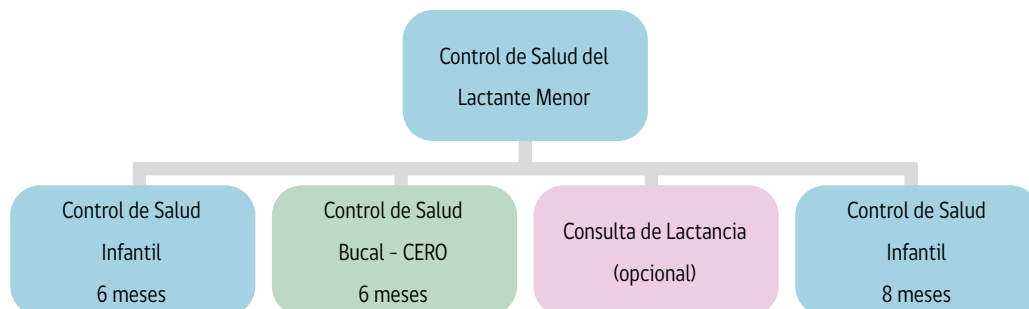 Control de Salud del
Lactante Menor
Control de Salud
Infantil
6 meses
Control de Salud
Bucal – CERO
6 meses
Consulta de Lactancia
(opcional)
Control de Salud
Infantil
8 meses